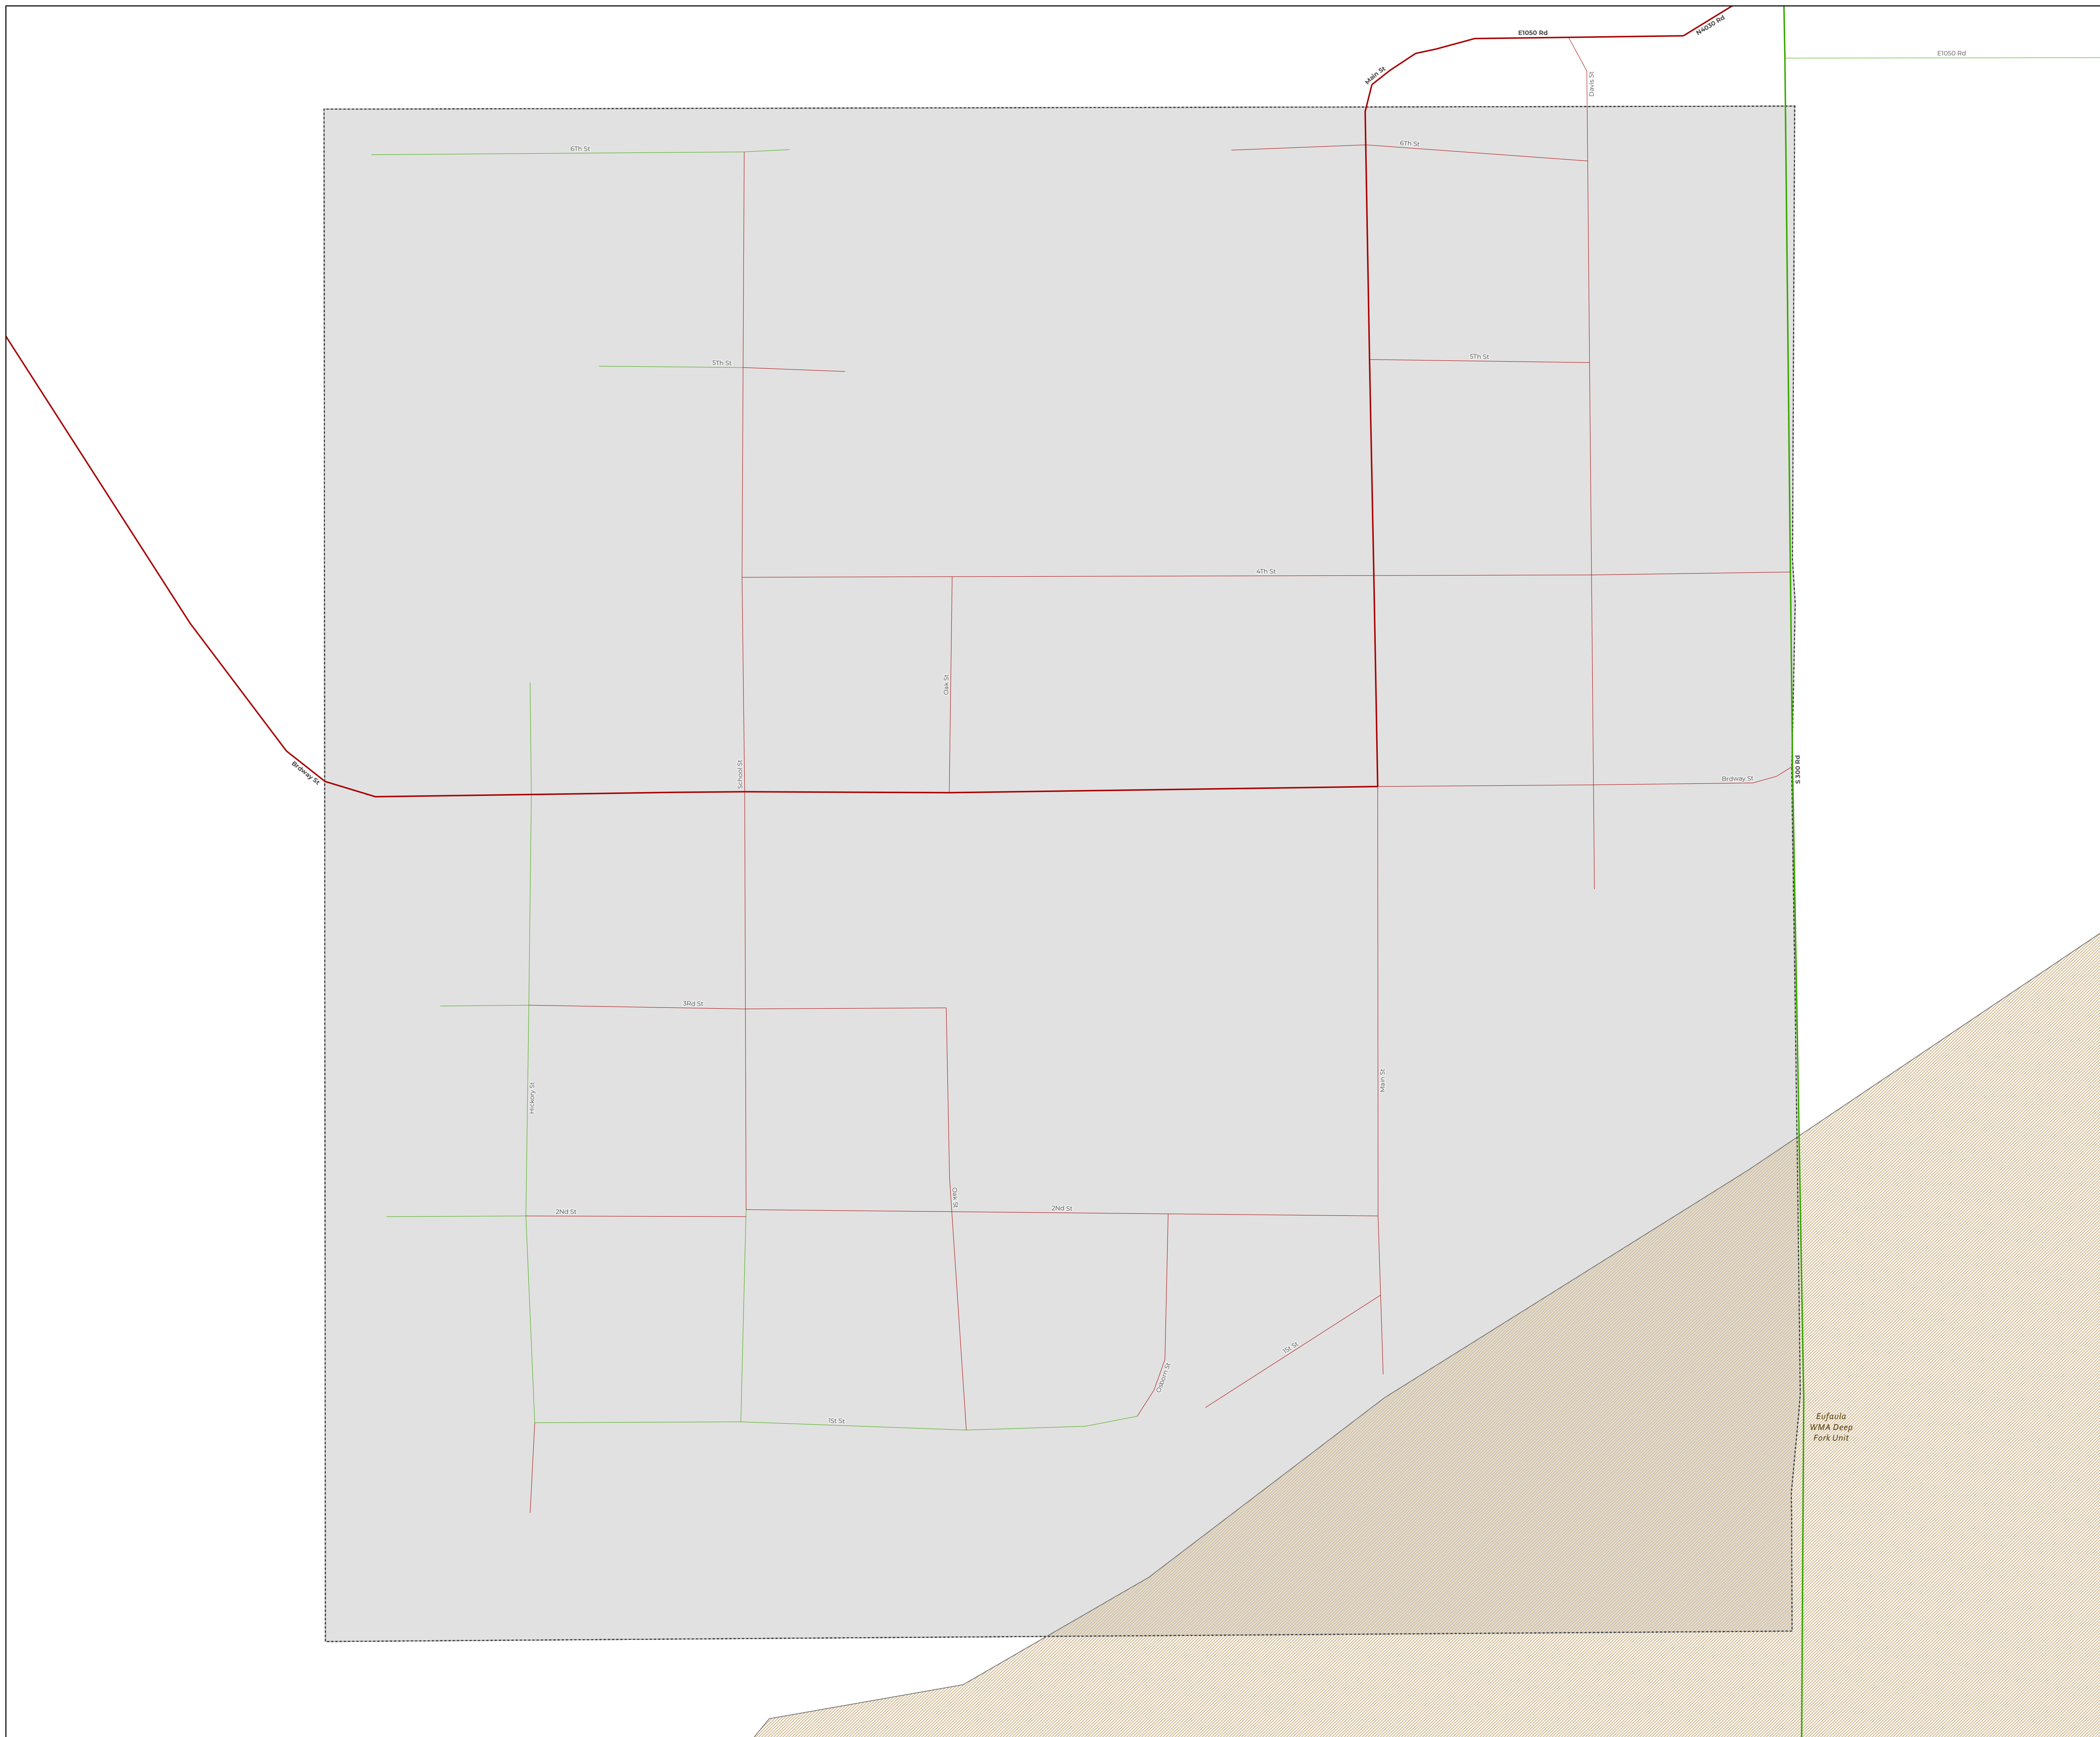 N4030 Rd
E1050 Rd
E1050 Rd
Main St
Davis St
6Th St
6Th St
5Th St
5Th St
4Th St
Oak St
Brdway St
School St
Brdway St
S 300 Rd
3Rd St
Hickory St
Main St
Oak St
2Nd St
2Nd St
1St St
Osborn St
1St St
Eufaula
WMA Deep
Fork Unit